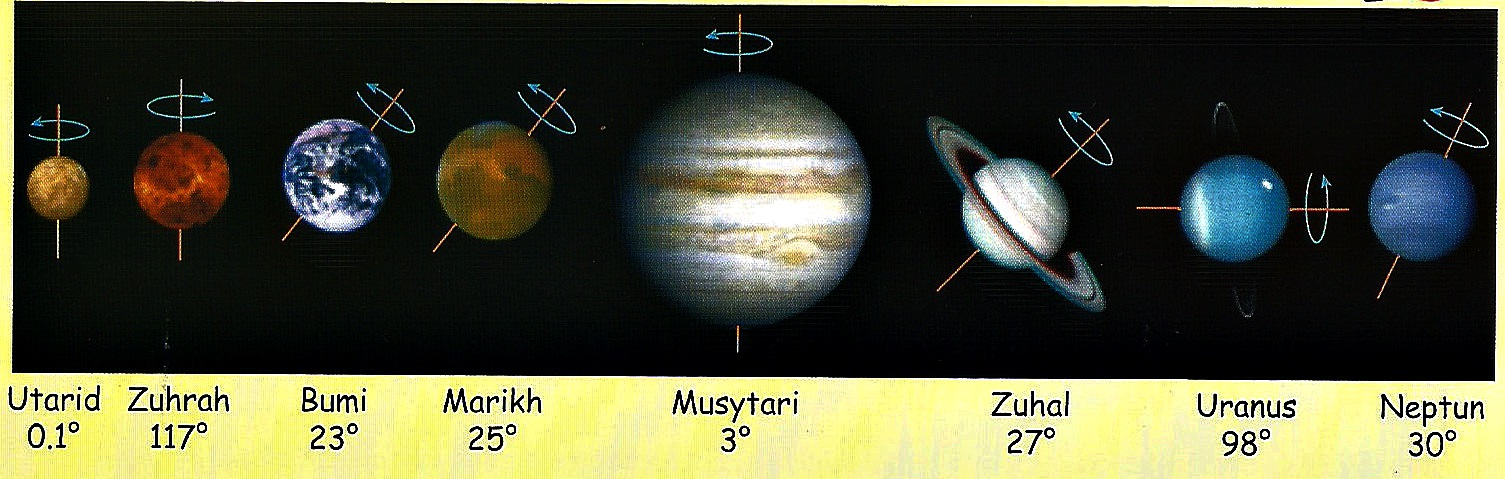 Utarid Zuhrah Bumi Marikh Musytari Zuhal Uranus Neptun
0.1° 117° 23° 25° 3° 27° 98° 30°